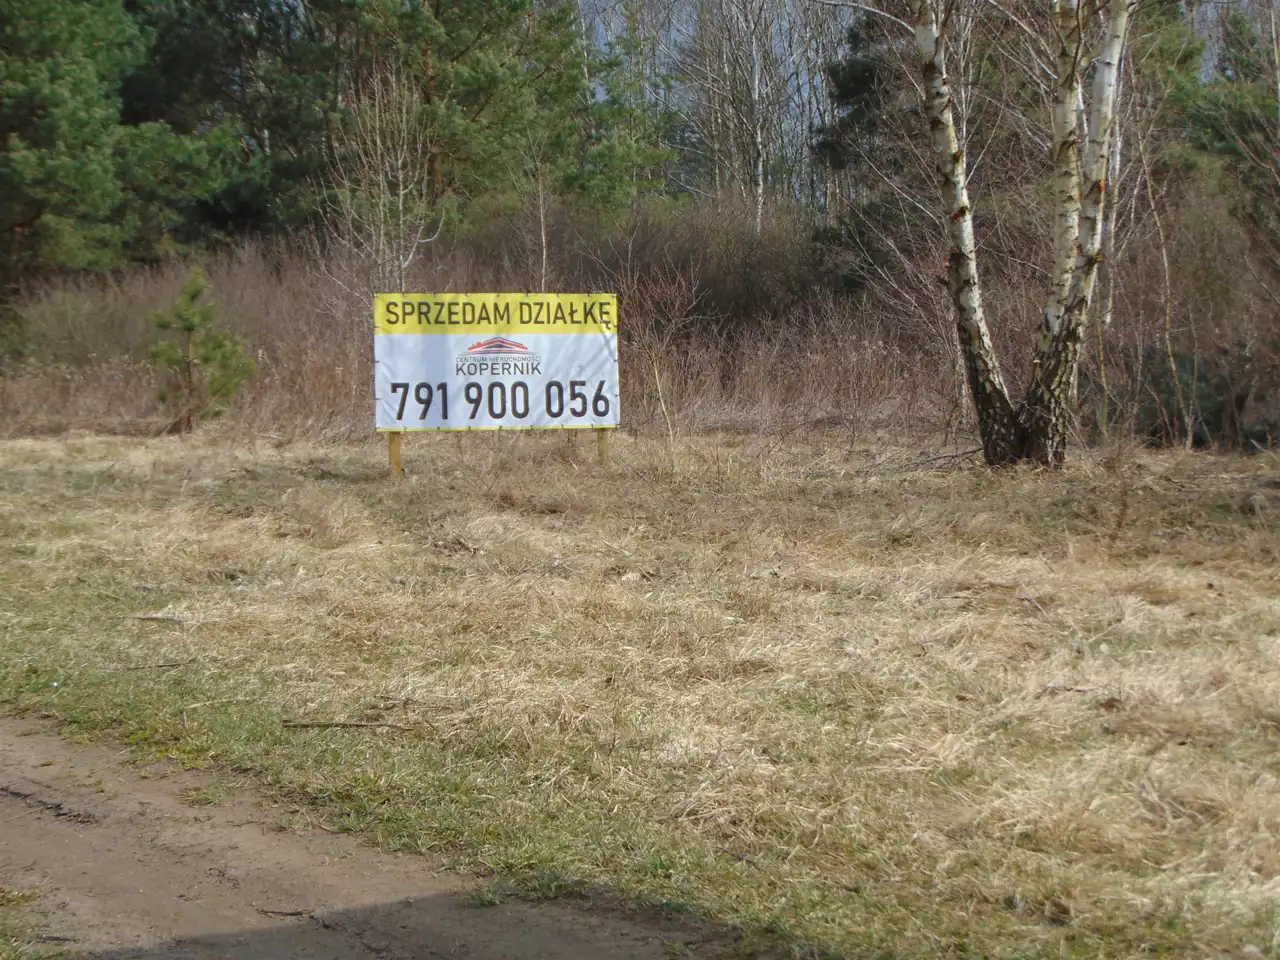 SPRZEDAM DZIAŁKĘ
CENTRUM NIERUCHOMOŚCI
KOPERNIK
791 900 056